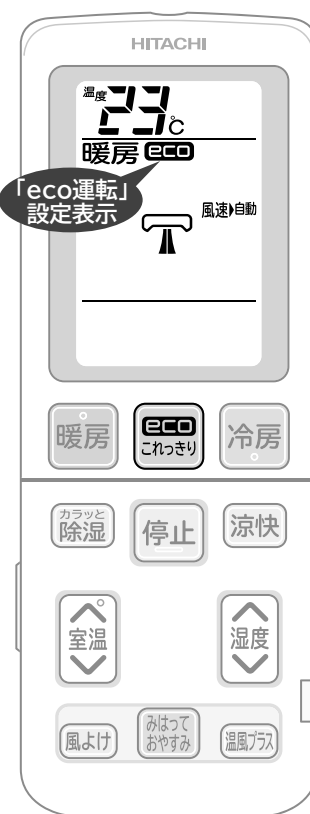 HITACHI
温度23℃
暖房 eco
「eco運転」
設定表示
風速 自動
暖房
eco
これっきり
冷房
カラッと
除湿
停止
涼快
室温
湿度
風よけ
みはって
おやすみ
温風プラス